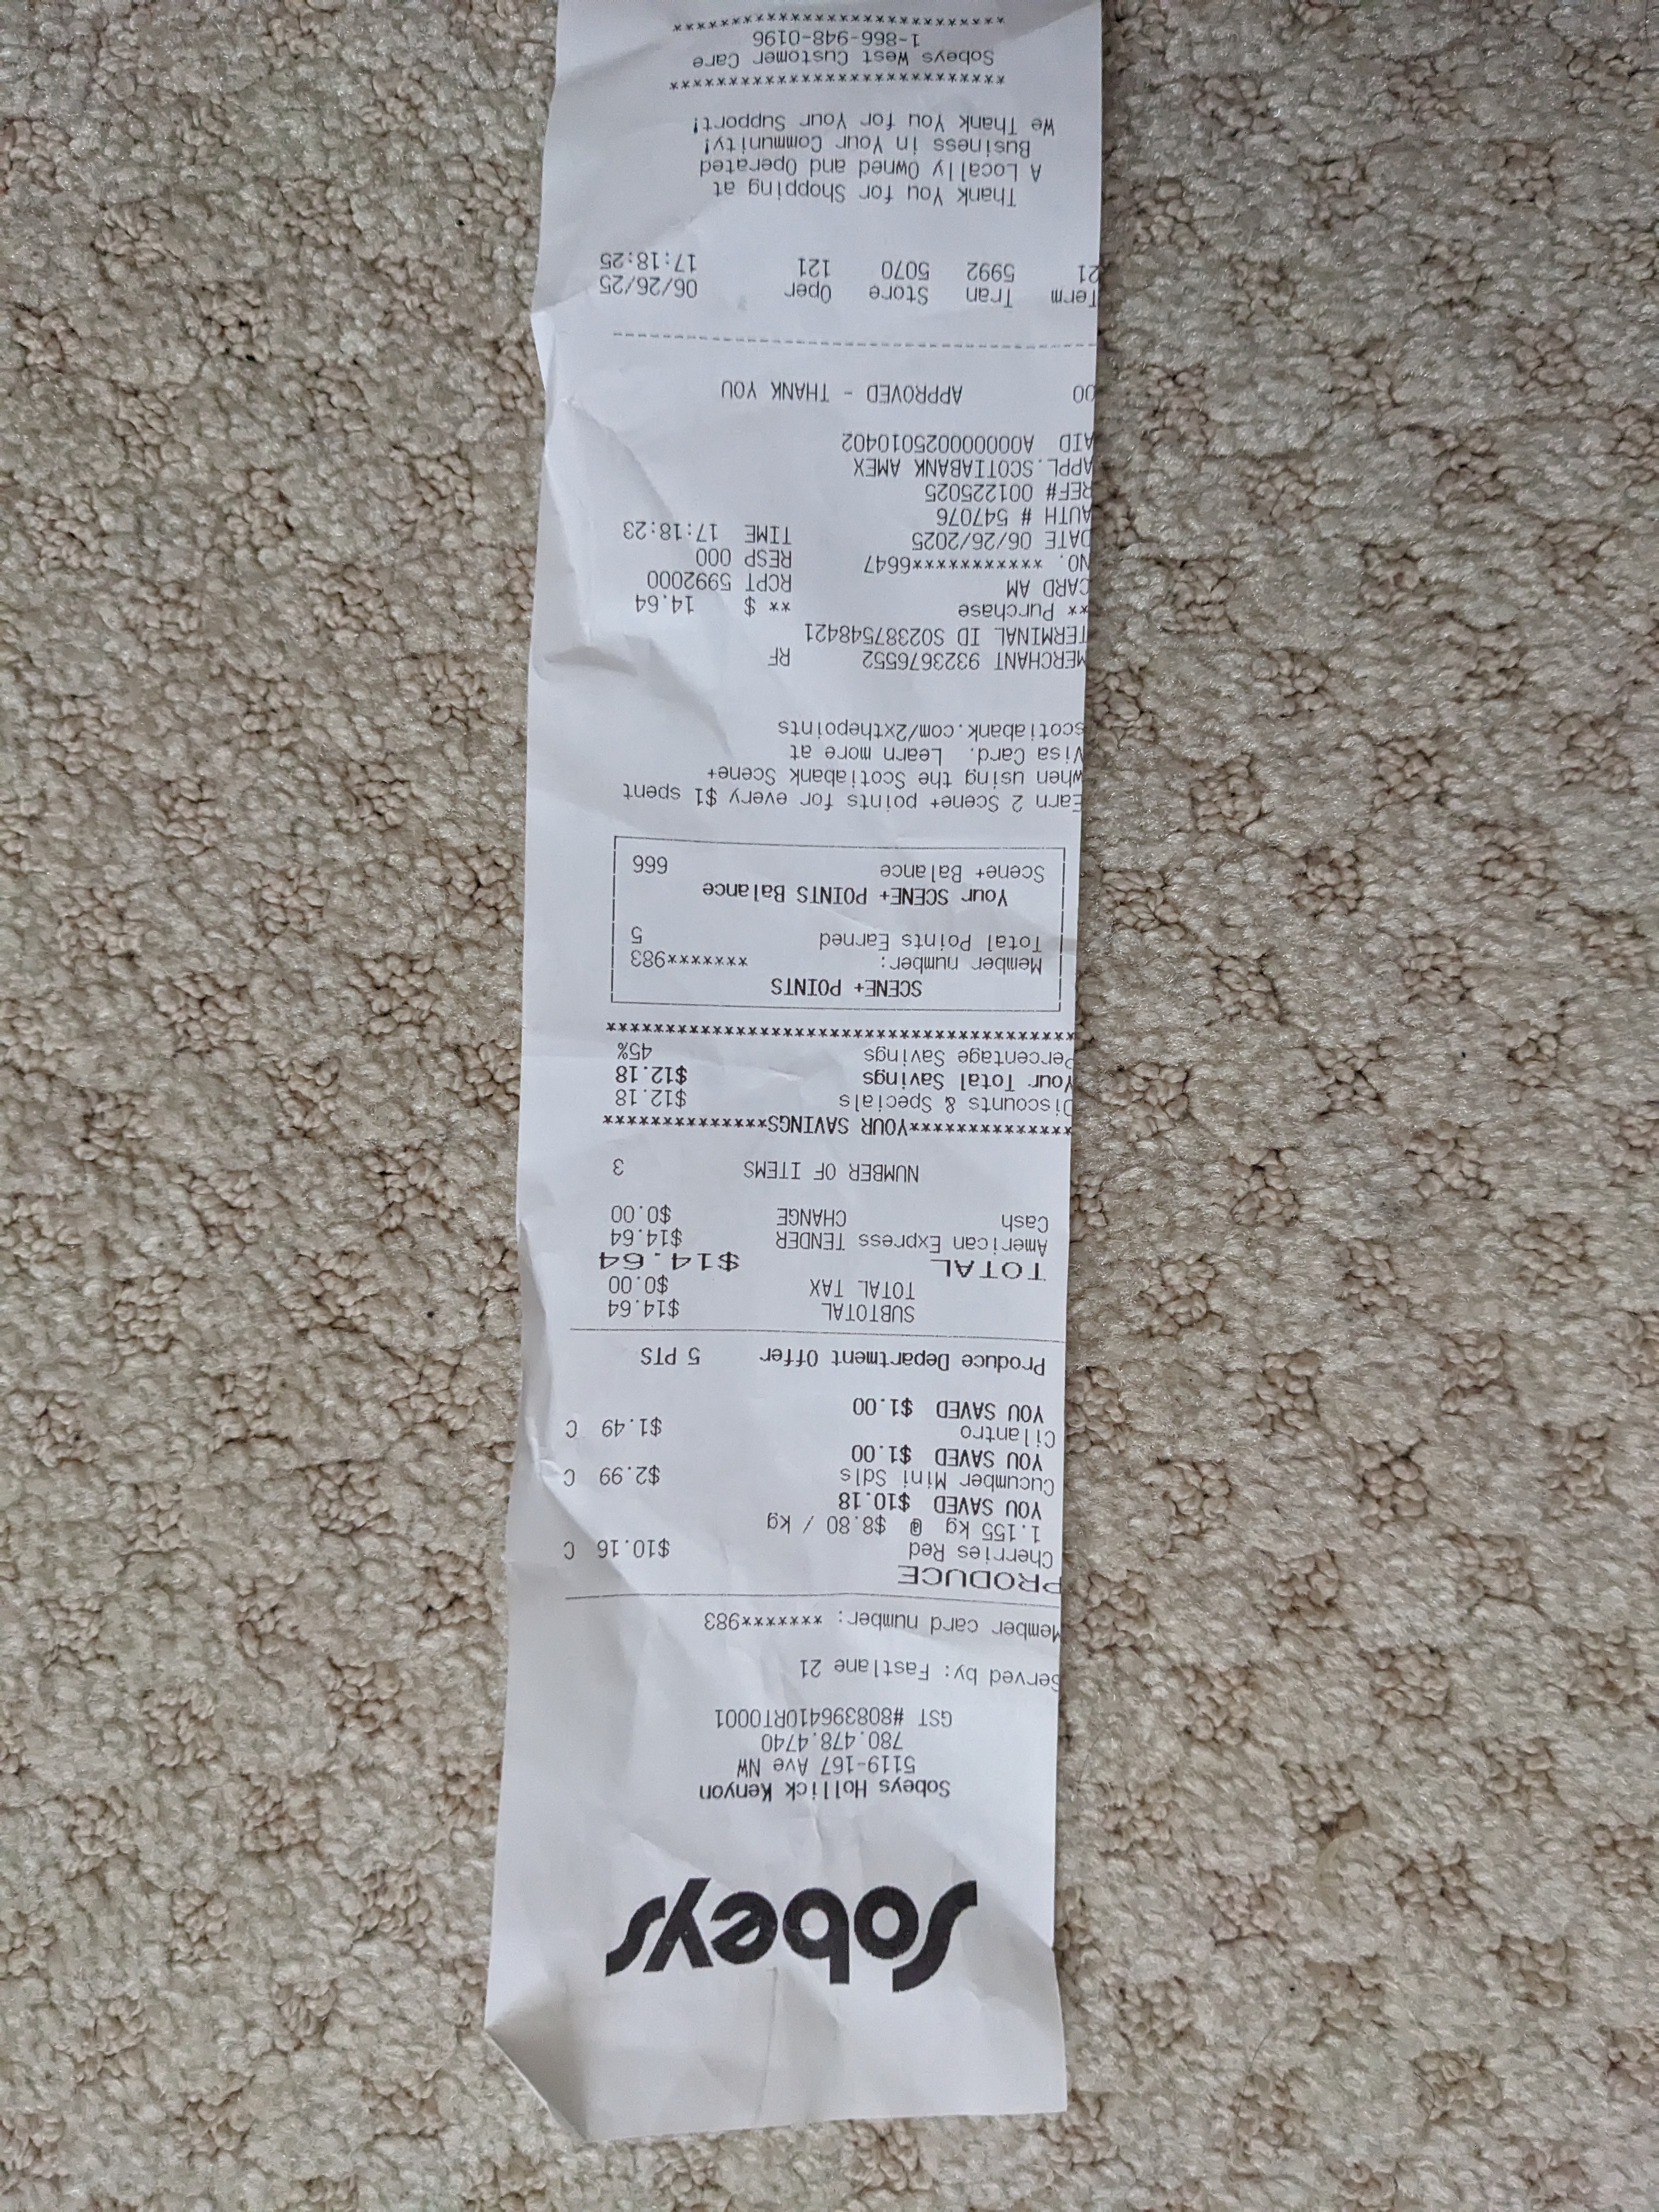 Sobeys
Sobeys Hollick Kenyon
5119-167 Ave NW
780.478.4740
GST #808396410RT0001
Served by: Fastlane 21
Member card number: ********983
PRODUCE
Cherries Red $10.16 C
1.155 kg @ $8.80 / kg
YOU SAVED $10.18
Cucumber Mini Sdls $2.99 C
YOU SAVED $1.00
Cilantro $1.49 C
YOU SAVED $1.00
Produce Department Offer 5 PTS
SUBTOTAL $14.64
TOTAL TAX $0.00
TOTAL $14.64
American Express TENDER $14.64
Cash CHANGE $0.00
NUMBER OF ITEMS 3
****************YOUR SAVINGS****************
Discounts & Specials $12.18
Your Total Savings $12.18
Percentage Savings 45%
********************************************
SCENE+ POINTS
Member number: ********983
Total Points Earned 5
Your SCENE+ POINTS Balance
Scene+ Balance 666
Earn 2 Scene+ points for every $1 spent
when using the Scotiabank Scene+
Visa Card. Learn more at
scotiabank.com/2xthepoints
MERCHANT 9323676552 RF
TERMINAL ID S02387548421
** Purchase ** $ 14.64
CARD AM RCPT 5992000
NO. ************6647 RESP 000
DATE 06/26/2025 TIME 17:18:23
AUTH # 547076
REF# 001225025
APPL.SCOTIABANK AMEX
AID A000000025010402
00 APPROVED - THANK YOU
--------------------------------------------
Term Tran Store Oper 06/26/25
21 5992 5070 121 17:18:25
Thank You for Shopping at
A Locally Owned and Operated
Business in Your Community!
We Thank You for Your Support!
*****************************
Sobeys West Customer Care
1-866-948-0196
*****************************